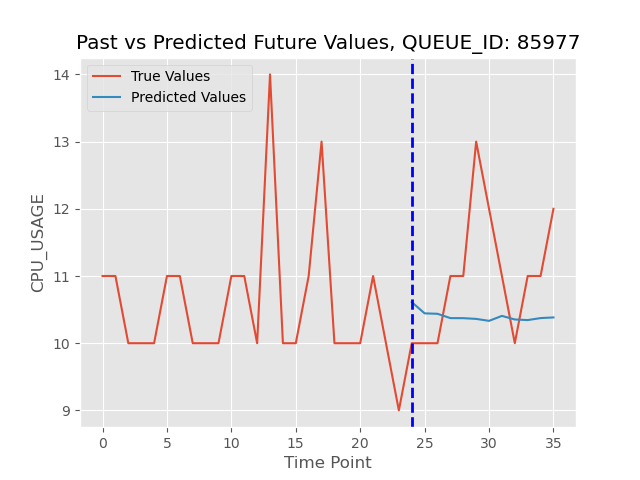 Past vs Predicted Future Values, QUEUE_ID: 85977
True Values
Predicted Values
14
13
12
11
10
9
CPU_USAGE
0 5 10 15 20 25 30 35
Time Point